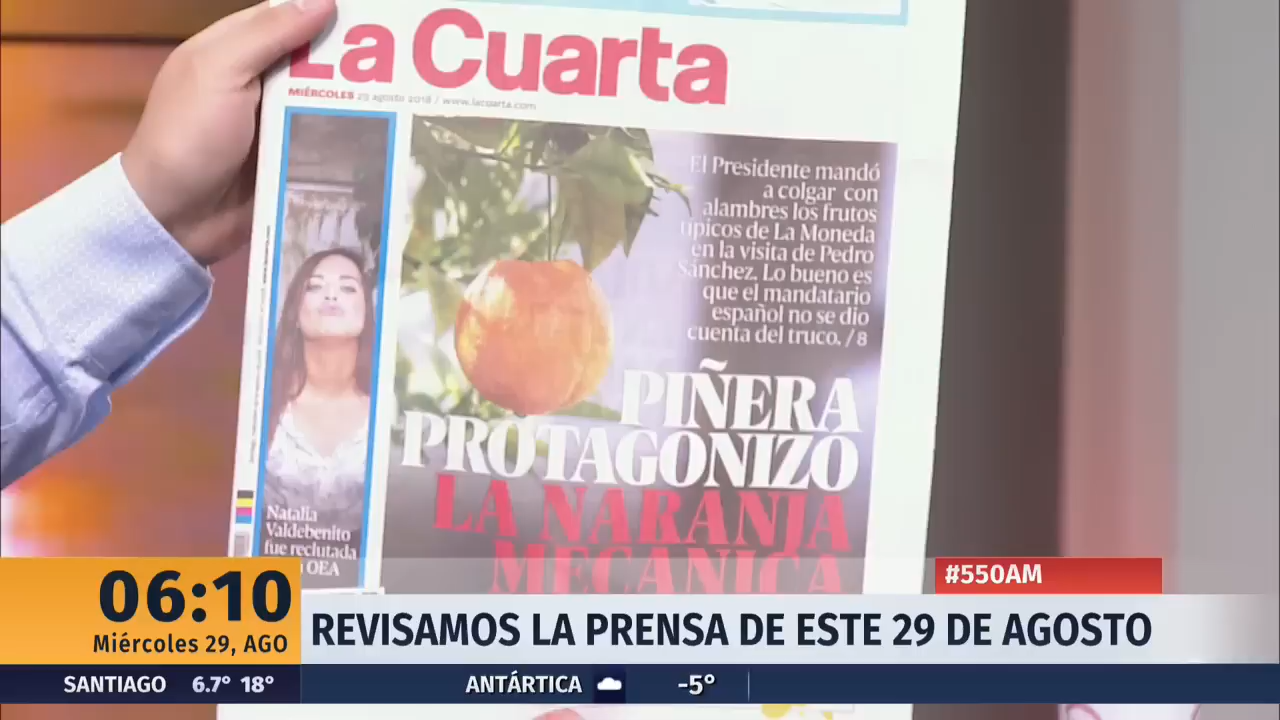 La Cuarta
MIÉRCOLES 29 agosto 2018 / www.lacuarta.com
El Presidente mandó
a colgar con
alambres los frutos
típicos de La Moneda
en la visita de Pedro
Sánchez. Lo bueno es
que el mandatario
español no se dio
cuenta del truco. /8
PIÑERA
PROTAGONIZÓ
LA NARANJA
MECÁNICA
Natalia
Valdebenito
fue reclutada
OEA
#550AM
06:10
Miércoles 29, AGO
REVISAMOS LA PRENSA DE ESTE 29 DE AGOSTO
SANTIAGO 6.7° 18°
ANTÁRTICA -5°